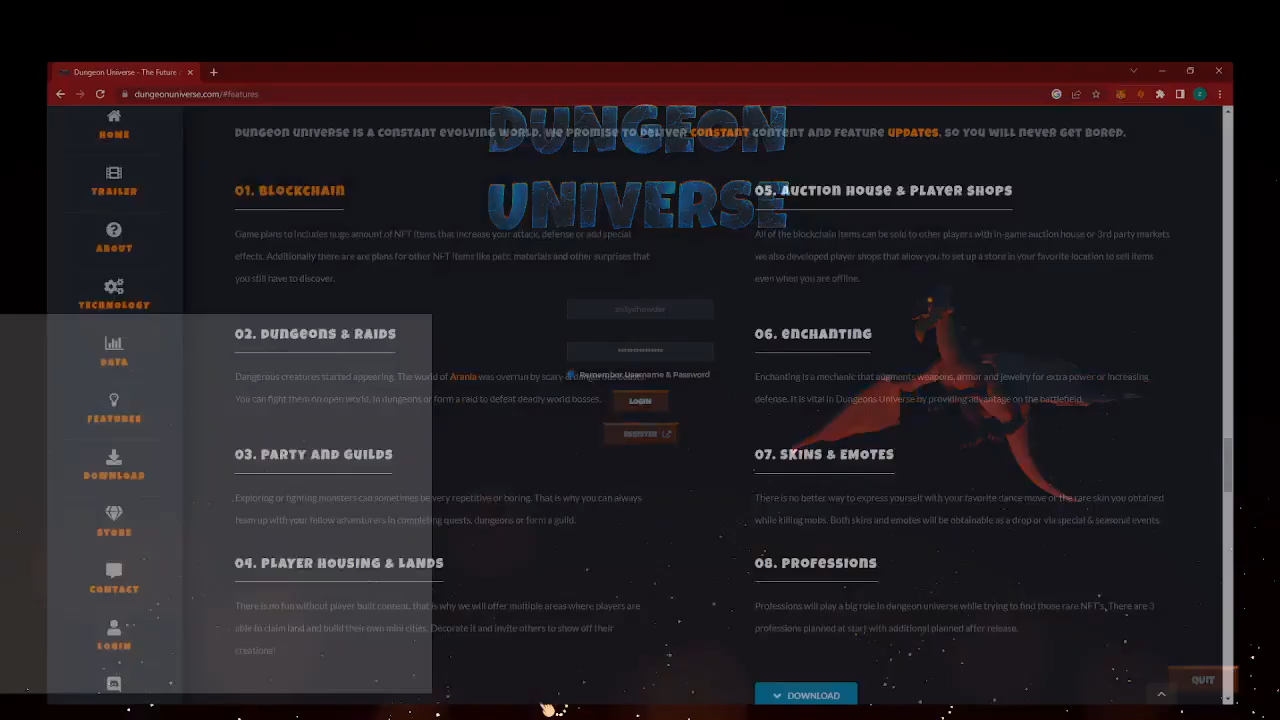 Dungeon Universe - The Future
dungeonuniverse.com/#features
HOME
TRAILER
ABOUT
TECHNOLOGY
DATA
FEATURES
DOWNLOAD
STORE
CONTACT
LOGIN
DUNGEON
UNIVERSE
DUNGEON UNIVERSE IS A CONSTANT EVOLVING WORLD. WE PROMISE TO DELIVER CONSTANT CONTENT AND FEATURE UPDATES, SO YOU WILL NEVER GET BORED.
01. BLOCKCHAIN
Game plans to includes huge amount of NFT items that increase your attack, defense or add special
effects. Additionally there are are plans for other NFT items like pets, materials and other surprises that
you still have to discover.
02. DUNGEONS & RAIDS
Dangerous creatures started appearing. The world of Arania was overrun by scary &
You can fight them on open world, in dungeons or form a raid to defeat deadly world bosses.
03. PARTY AND GUILDS
Exploring or fighting monsters can sometimes be very repetitive or boring. That is why you can always
team up with your fellow adventurers in completing quests, dungeons or form a guild.
04. PLAYER HOUSING & LANDS
There is no fun without player built content, that is why we will offer multiple areas where players are
able to claim land and build their own mini cities. Decorate it and invite others to show off their
creations!
Remember Username & Password
LOGIN
REGISTER
05. AUCTION HOUSE & PLAYER SHOPS
All of the blockchain items can be sold to other players with in-game auction house or 3rd party markets
we also developed player shops that allow you to set up a store in your favorite location to sell items
even when you are offline.
06. ENCHANTING
Enchanting is a mechanic that augments weapons, armor and jewelry for extra power or increasing
defense. It is vital in Dungeons Universe by providing advantage on the battlefield.
07. SKINS & EMOTES
There is no better way to express yourself with your favorite dance move or the rare skin you obtained
while killing mobs. Both skins and emotes will be obtainable as a drop or via special & seasonal events.
08. PROFESSIONS
Professions will play a big role in dungeon universe while trying to find those rare NFT's. There are 3
professions planned at start with additional planned after release.
DOWNLOAD
QUIT